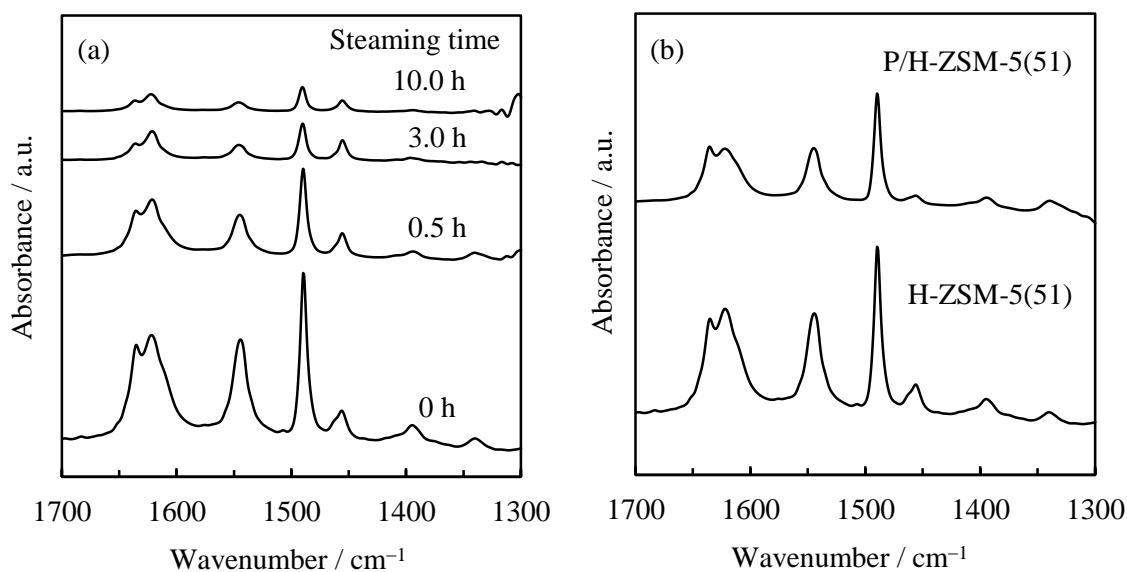 (a)
Steaming time
10.0 h
3.0 h
0.5 h
0 h
Absorbance / a.u.
1700 1600 1500 1400 1300
Wavenumber / cm⁻¹
(b)
P/H-ZSM-5(51)
H-ZSM-5(51)
Absorbance / a.u.
1700 1600 1500 1400 1300
Wavenumber / cm⁻¹